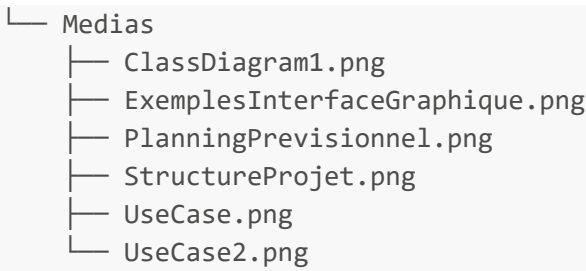 └── Medias
    ├── ClassDiagram1.png
    ├── ExemplesInterfaceGraphique.png
    ├── PlanningPrevisionnel.png
    ├── StructureProjet.png
    ├── UseCase.png
    └── UseCase2.png